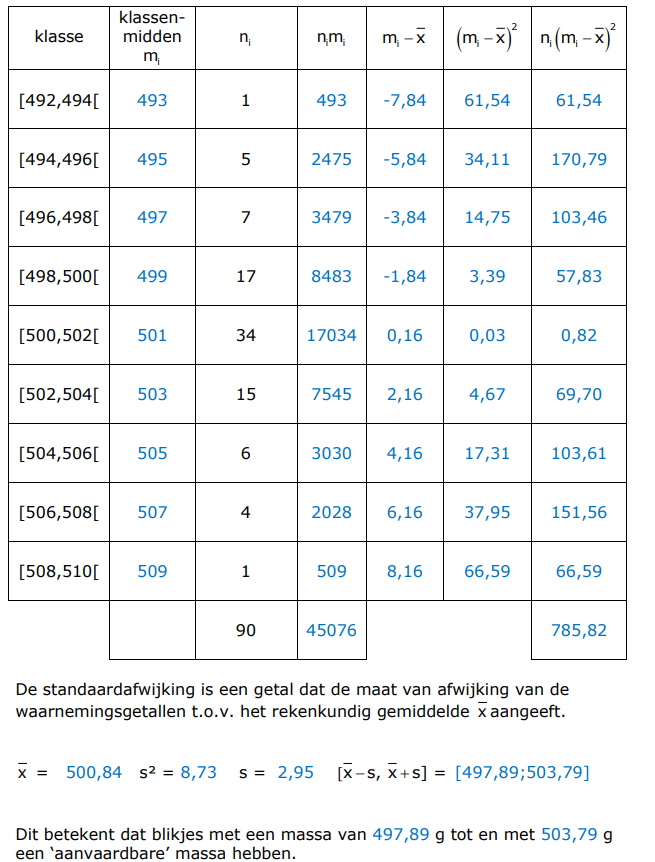 klasse | klassen-midden mᵢ | nᵢ | nᵢmᵢ | mᵢ − x̅ | (mᵢ − x̅)² | nᵢ(mᵢ − x̅)²
[492,494[ | 493 | 1 | 493 | -7,84 | 61,54 | 61,54
[494,496[ | 495 | 5 | 2475 | -5,84 | 34,11 | 170,79
[496,498[ | 497 | 7 | 3479 | -3,84 | 14,75 | 103,46
[498,500[ | 499 | 17 | 8483 | -1,84 | 3,39 | 57,83
[500,502[ | 501 | 34 | 17034 | 0,16 | 0,03 | 0,82
[502,504[ | 503 | 15 | 7545 | 2,16 | 4,67 | 69,70
[504,506[ | 505 | 6 | 3030 | 4,16 | 17,31 | 103,61
[506,508[ | 507 | 4 | 2028 | 6,16 | 37,95 | 151,56
[508,510[ | 509 | 1 | 509 | 8,16 | 66,59 | 66,59
90 | 45076 | 785,82
De standaardafwijking is een getal dat de maat van afwijking van de
waarnemingsgetallen t.o.v. het rekenkundig gemiddelde x̅ aangeeft.
x̅ = 500,84 s² = 8,73 s = 2,95 [x̅−s, x̅+s] = [497,89;503,79]
Dit betekent dat blikjes met een massa van 497,89 g tot en met 503,79 g
een ‘aanvaardbare’ massa hebben.